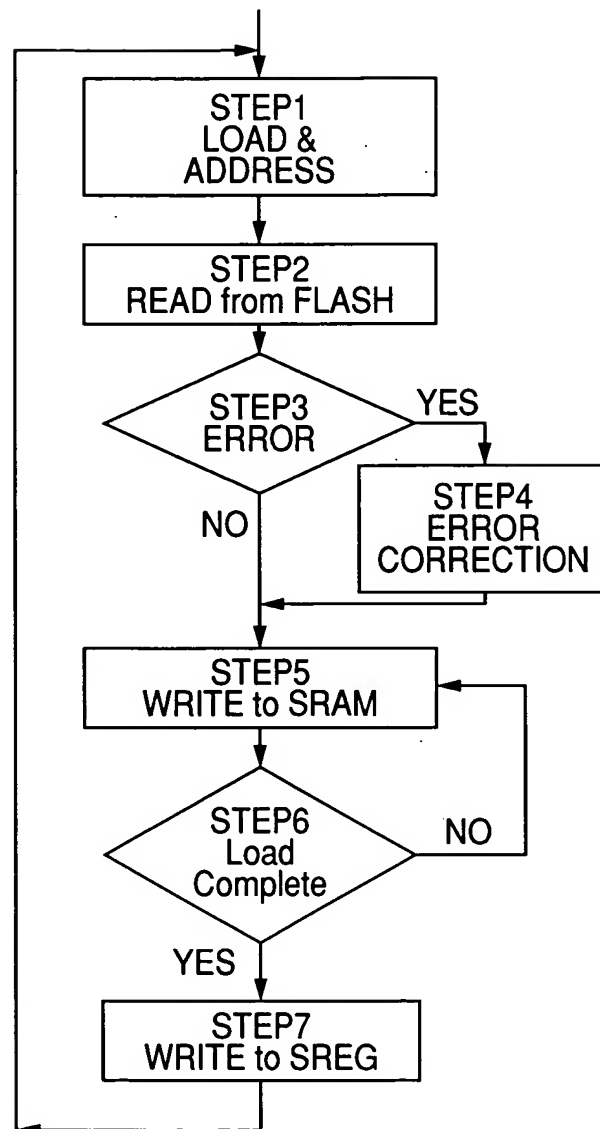 STEP1
LOAD &
ADDRESS
STEP2
READ from FLASH
STEP3
ERROR
YES
STEP4
ERROR
CORRECTION
NO
STEP5
WRITE to SRAM
STEP6
Load
Complete
NO
YES
STEP7
WRITE to SREG